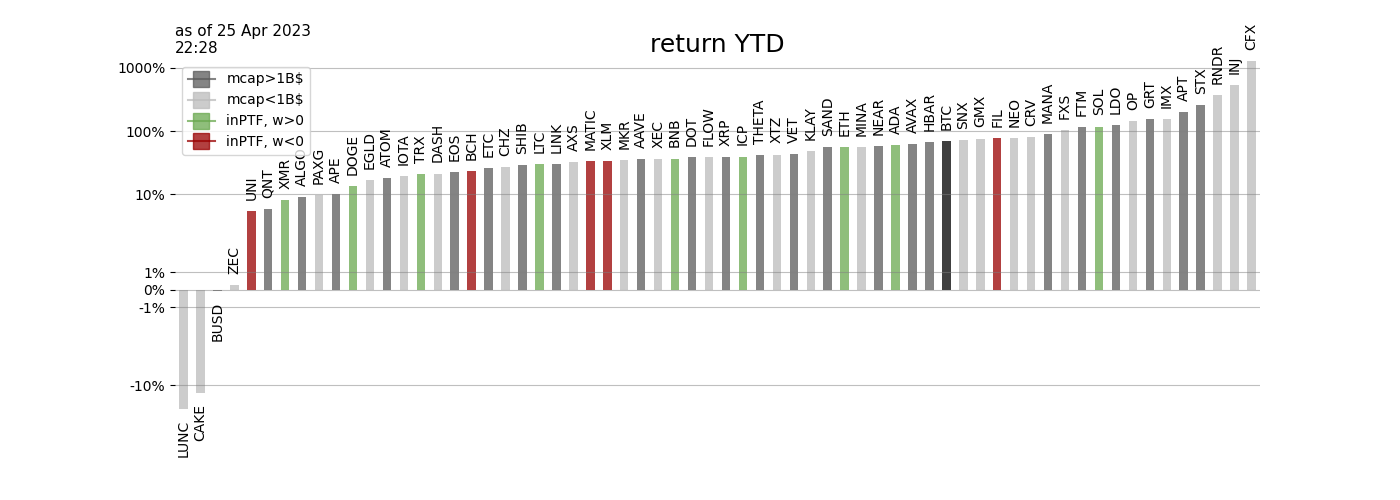 as of 25 Apr 2023
22:28
return YTD
mcap>1B$
mcap<1B$
inPTF, w>0
inPTF, w<0
1000%
100%
10%
1%
0%
-1%
-10%
LUNC
CAKE
BUSD
ZEC
UNI
QNT
XMR
ALGO
PAXG
APE
DOGE
EGLD
ATOM
IOTA
TRX
DASH
EOS
BCH
ETC
CHZ
SHIB
LTC
LINK
AXS
MATIC
XLM
MKR
AAVE
XEC
BNB
DOT
FLOW
XRP
ICP
THETA
XTZ
VET
KLAY
SAND
ETH
MINA
NEAR
ADA
AVAX
HBAR
BTC
SNX
GMX
FIL
NEO
CRV
MANA
FXS
FTM
SOL
LDO
OP
GRT
IMX
APT
STX
RNDR
INJ
CFX